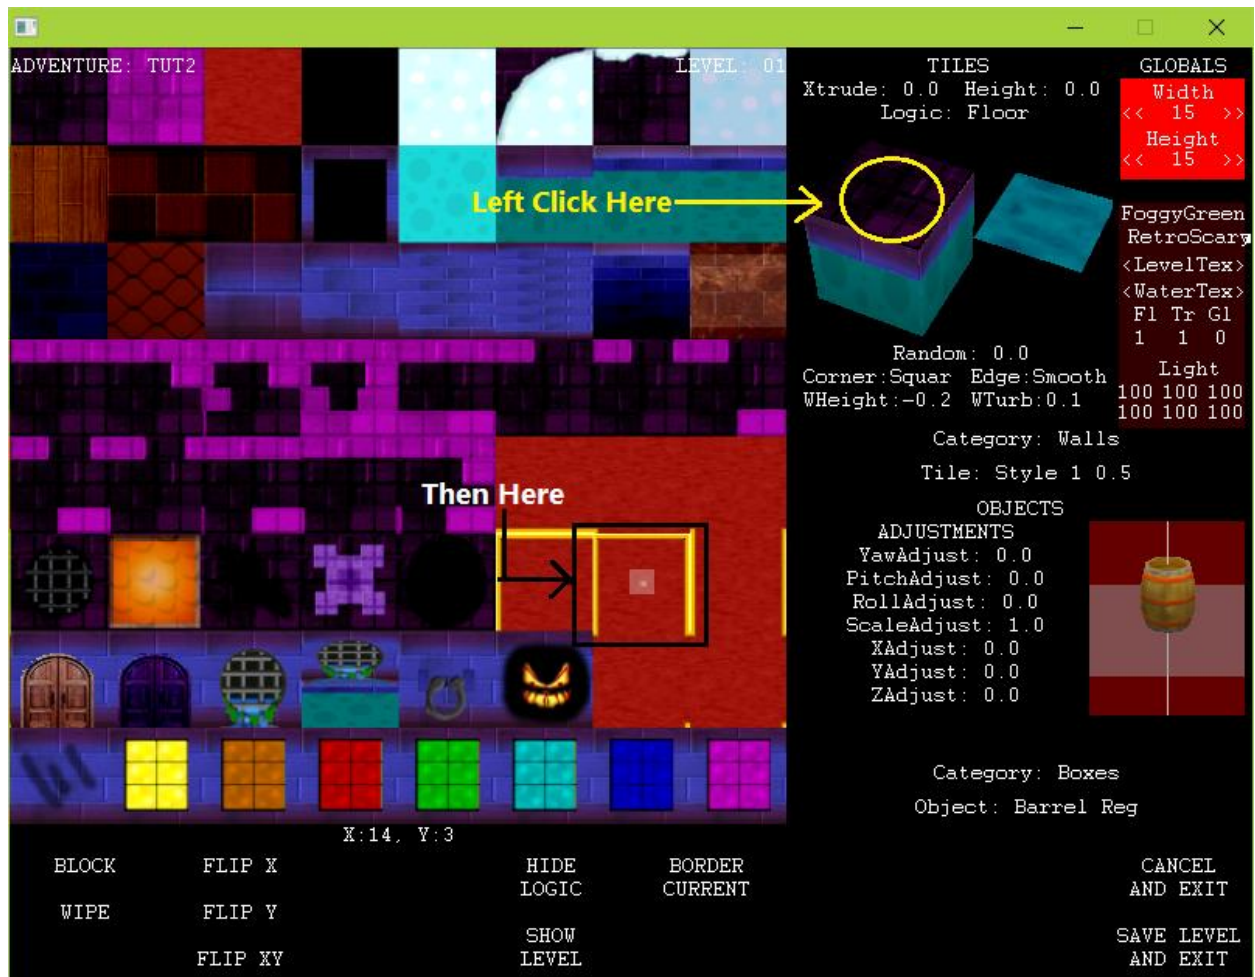 ADVENTURE: TUT2
LEVEL: 01
TILES
Xtrude: 0.0 Height: 0.0
Logic: Floor
GLOBALS
Width
<< 15 >>
Height
<< 15 >>
Left Click Here
FoggyGreen
RetroScary
<LevelTex>
<WaterTex>
Fl Tr Gl
1 1 0
Light
100 100 100
100 100 100
Random: 0.0
Corner:Squar Edge:Smooth
WHeight:-0.2 WTurb:0.1
Category: Walls
Tile: Style 1 0.5
Then Here
OBJECTS
ADJUSTMENTS
YawAdjust: 0.0
PitchAdjust: 0.0
RollAdjust: 0.0
ScaleAdjust: 1.0
XAdjust: 0.0
YAdjust: 0.0
ZAdjust: 0.0
Category: Boxes
Object: Barrel Reg
X:14, Y:3
BLOCK
WIPE
FLIP X
FLIP Y
FLIP XY
HIDE
LOGIC
SHOW
LEVEL
BORDER
CURRENT
CANCEL
AND EXIT
SAVE LEVEL
AND EXIT